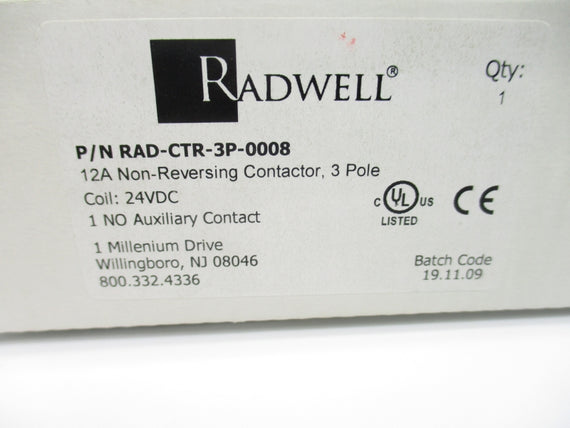 RADWELL®
Qty:
1
P/N RAD-CTR-3P-0008
12A Non-Reversing Contactor, 3 Pole
Coil: 24VDC
1 NO Auxiliary Contact
C UL US CE
LISTED
1 Millenium Drive
Willingboro, NJ 08046
800.332.4336
Batch Code
19.11.09